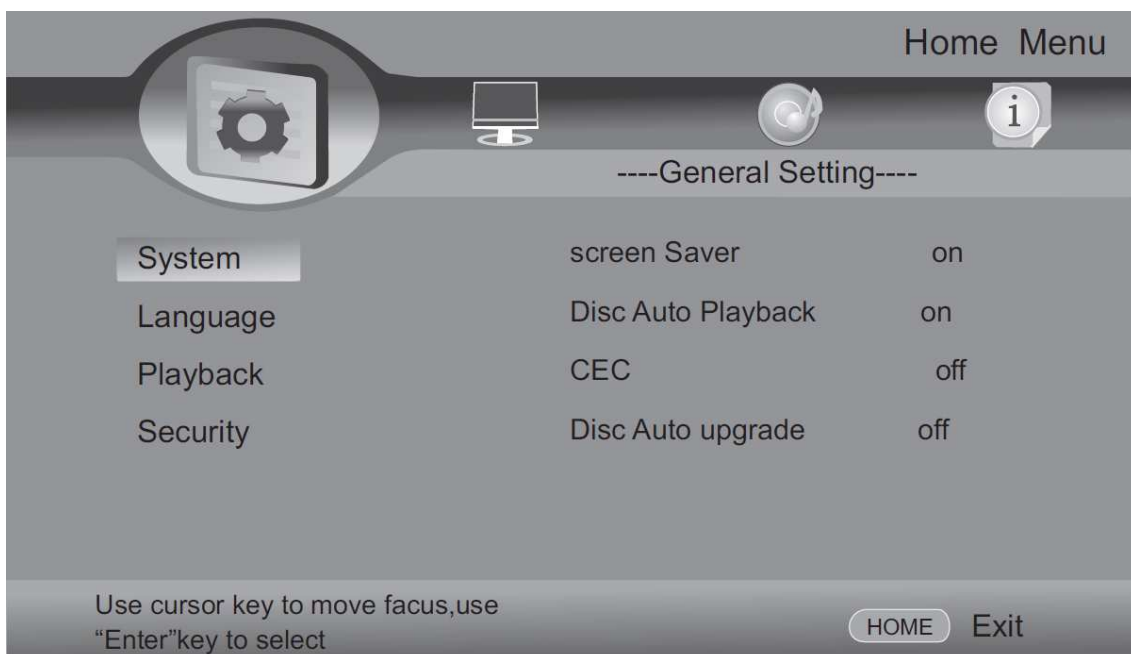 Home Menu
i
----General Setting----
System
screen Saver on
Language
Disc Auto Playback on
Playback
CEC off
Security
Disc Auto upgrade off
Use cursor key to move facus,use
“Enter”key to select
HOME Exit